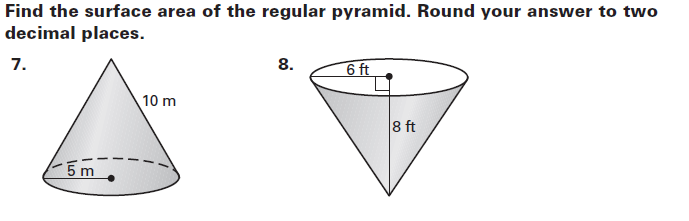 Find the surface area of the regular pyramid. Round your answer to two
decimal places.
7.
10 m
5 m
8.
6 ft
8 ft